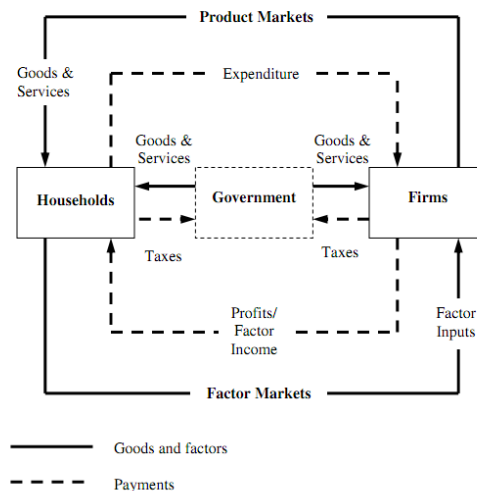 Product Markets
Goods &
Services
Expenditure
Goods &
Services
Goods &
Services
Households
Government
Firms
Taxes
Taxes
Profits/
Factor
Income
Factor
Inputs
Factor Markets
Goods and factors
Payments